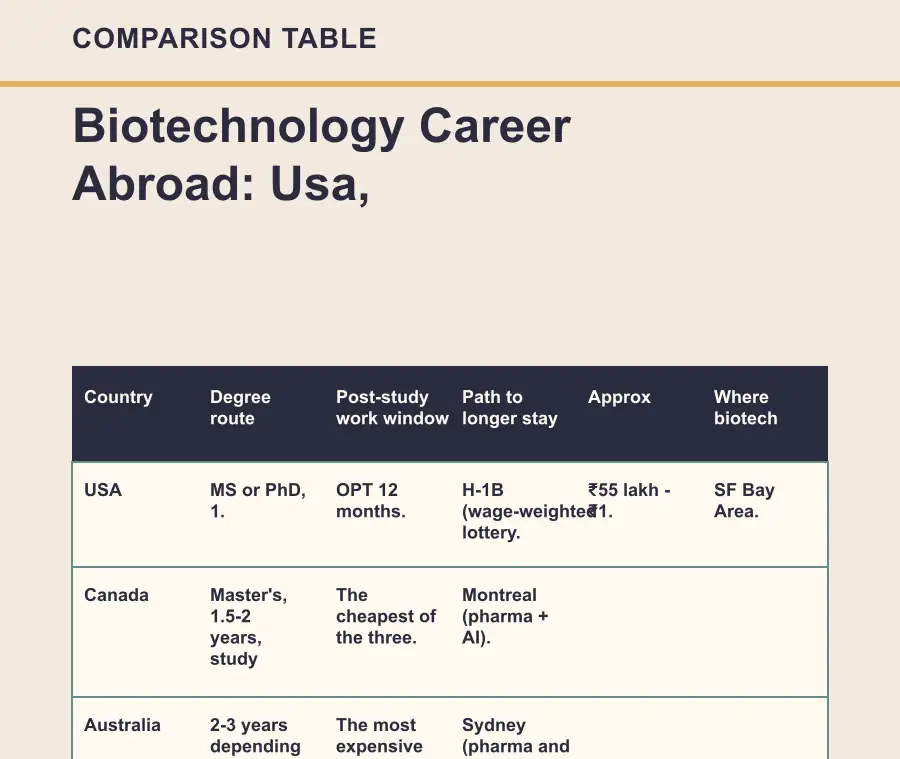 COMPARISON TABLE
Biotechnology Career
Abroad: Usa,
Country
Degree
route
Post-study
work window
Path to
longer stay
Approx
Where
biotech
USA
MS or PhD,
1.
OPT 12
months.
H-1B
(wage-weighted
lottery.
₹55 lakh -
₹1.
SF Bay
Area.
Canada
Master's,
1.5-2
years,
study
The
cheapest of
the three.
Montreal
(pharma +
AI).
Australia
2-3 years
depending
The most
expensive
Sydney
(pharma and